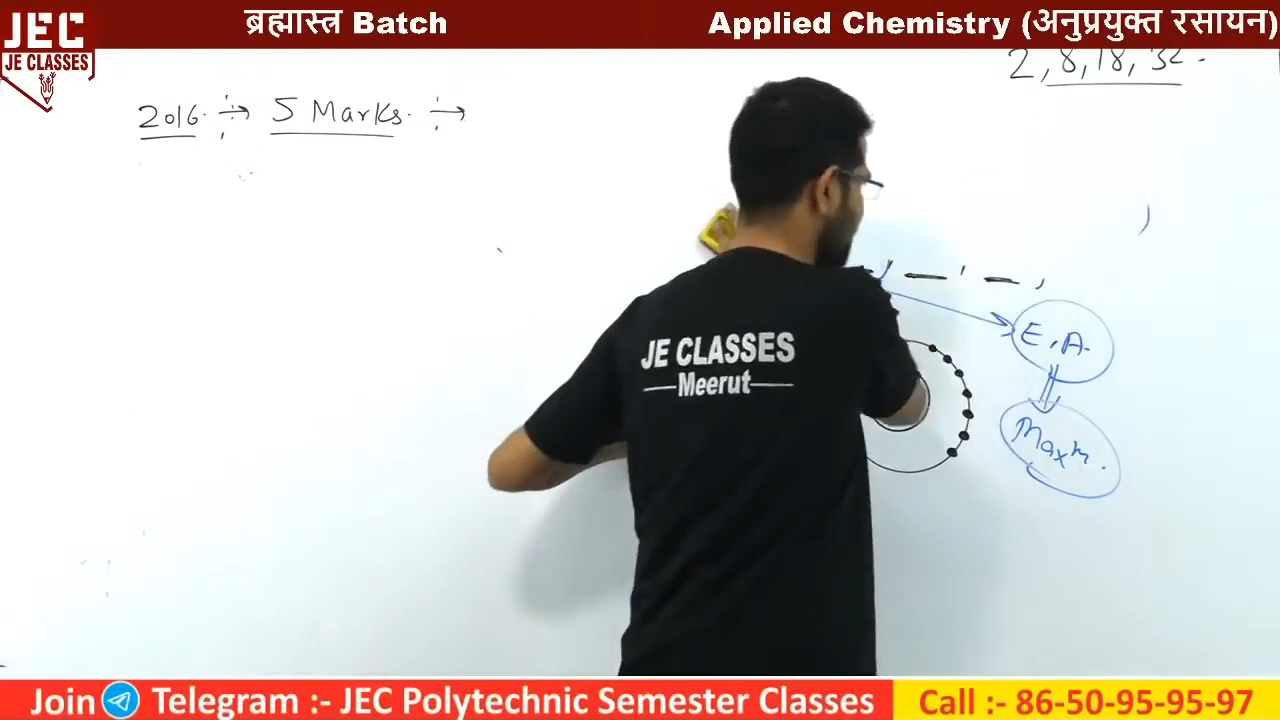 JEC
JE CLASSES
ब्रह्मास्त्र Batch
Applied Chemistry (अनुप्रयुक्त रसायन)
2, 8, 18, 32.
2016. → 5 Marks. →
E.A.
Maxm.
JE CLASSES
Meerut
Join Telegram :- JEC Polytechnic Semester Classes
Call :- 86-50-95-95-97